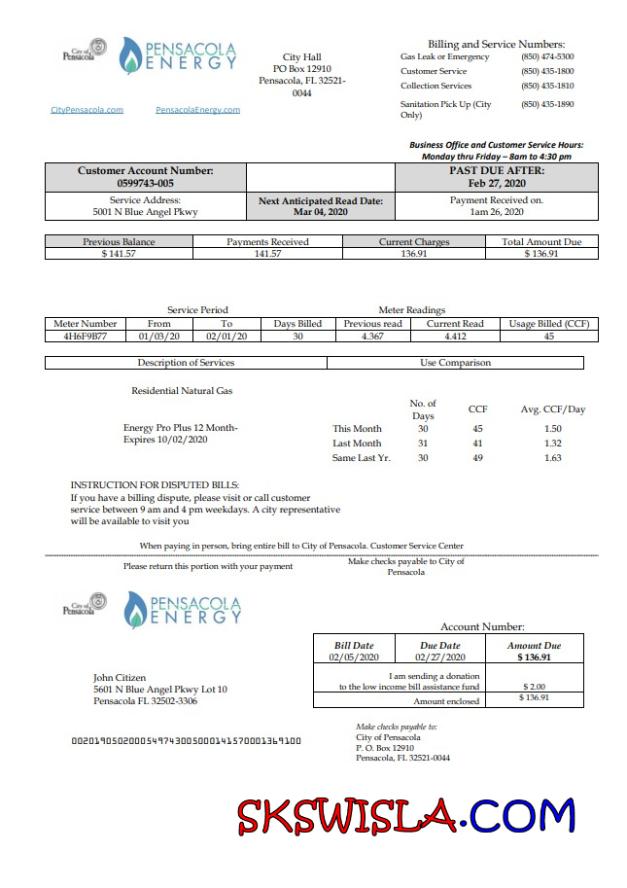 City of
Pensacola
PENSACOLA
ENERGY
CityPensacola.com PensacolaEnergy.com
City Hall
PO Box 12910
Pensacola, FL 32521-
0044
Billing and Service Numbers:
Gas Leak or Emergency (850) 474-5300
Customer Service (850) 435-1800
Collection Services (850) 435-1810
Sanitation Pick Up (City (850) 435-1890
Only)
Business Office and Customer Service Hours:
Monday thru Friday – 8am to 4:30 pm
Customer Account Number:
0599743-005
PAST DUE AFTER:
Feb 27, 2020
Service Address:
5001 N Blue Angel Pkwy
Next Anticipated Read Date:
Mar 04, 2020
Payment Received on.
1am 26, 2020
Previous Balance Payments Received Current Charges Total Amount Due
$ 141.57 141.57 136.91 $ 136.91
Service Period Meter Readings
Meter Number From To Days Billed Previous read Current Read Usage Billed (CCF)
4H6F9B77 01/03/20 02/01/20 30 4.367 4.412 45
Description of Services Use Comparison
Residential Natural Gas
Energy Pro Plus 12 Month-
Expires 10/02/2020
No. of
Days CCF Avg. CCF/Day
This Month 30 45 1.50
Last Month 31 41 1.32
Same Last Yr. 30 49 1.63
INSTRUCTION FOR DISPUTED BILLS:
If you have a billing dispute, please visit or call customer
service between 9 am and 4 pm weekdays. A city representative
will be available to visit you
When paying in person, bring entire bill to City of Pensacola. Customer Service Center
Please return this portion with your payment
Make checks payable to City of
Pensacola
City of
Pensacola
PENSACOLA
ENERGY
Account Number:
Bill Date Due Date Amount Due
02/05/2020 02/27/2020 $ 136.91
I am sending a donation
to the low income bill assistance fund $ 2.00
Amount enclosed $ 136.91
John Citizen
5601 N Blue Angel Pkwy Lot 10
Pensacola FL 32502-3306
Make checks payable to:
City of Pensacola
P. O. Box 12910
Pensacola, FL 32521-0044
SKSWISLA.COM